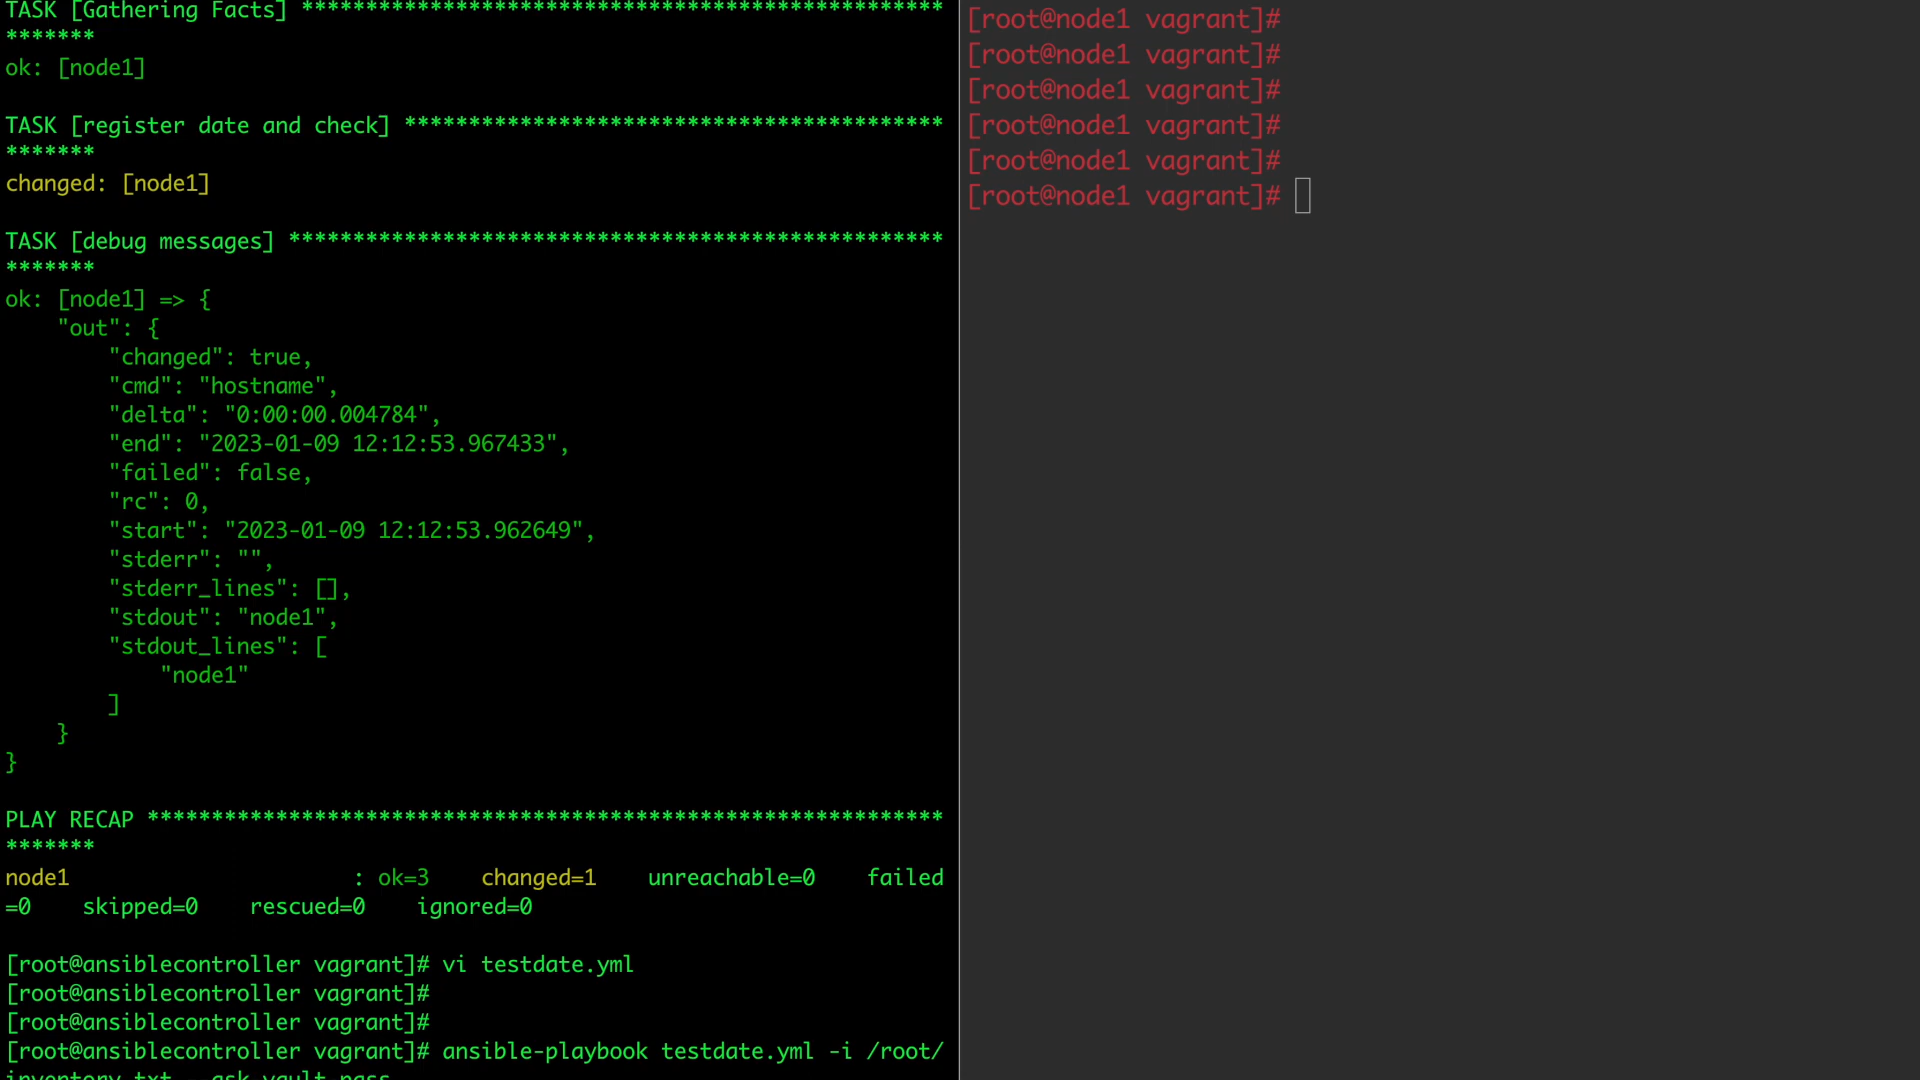 TASK [Gathering Facts] **************************************************
*******
ok: [node1]
TASK [register date and check] ******************************************
*******
changed: [node1]
TASK [debug messages] ***************************************************
*******
ok: [node1] => {
    "out": {
        "changed": true,
        "cmd": "hostname",
        "delta": "0:00:00.004784",
        "end": "2023-01-09 12:12:53.967433",
        "failed": false,
        "rc": 0,
        "start": "2023-01-09 12:12:53.962649",
        "stderr": "",
        "stderr_lines": [],
        "stdout": "node1",
        "stdout_lines": [
            "node1"
        ]
    }
}
PLAY RECAP **************************************************************
*******
node1                      : ok=3    changed=1    unreachable=0    failed
=0    skipped=0    rescued=0    ignored=0
[root@ansiblecontroller vagrant]# vi testdate.yml
[root@ansiblecontroller vagrant]#
[root@ansiblecontroller vagrant]#
[root@ansiblecontroller vagrant]# ansible-playbook testdate.yml -i /root/
inventory.txt --ask-vault-pass
[root@node1 vagrant]#
[root@node1 vagrant]#
[root@node1 vagrant]#
[root@node1 vagrant]#
[root@node1 vagrant]#
[root@node1 vagrant]#